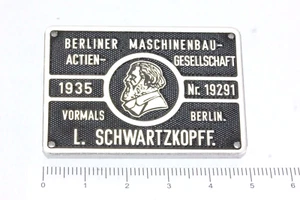 BERLINER MASCHINENBAU-
ACTIEN- GESELLSCHAFT
1935 Nr. 19291
VORMALS BERLIN.
L. SCHWARTZKOPFF.
0 1 2 3 4 5 6